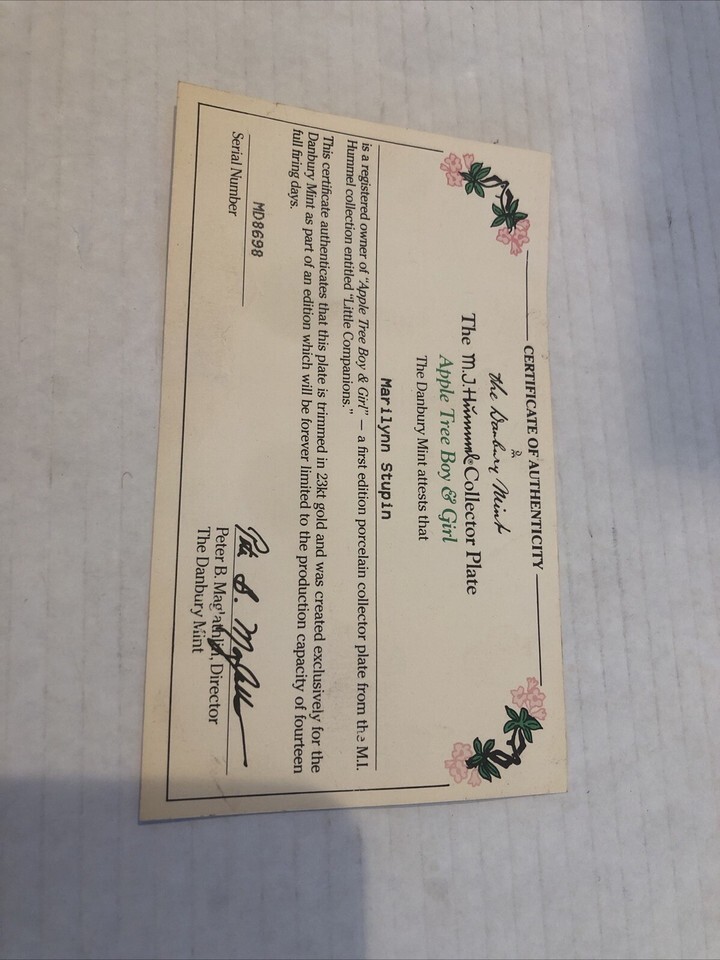 CERTIFICATE OF AUTHENTICITY
the Danbury Mint
The M.I. Hummel® Collector Plate
Apple Tree Boy & Girl
The Danbury Mint attests that
Marilynn Stupin
is a registered owner of "Apple Tree Boy & Girl" — a first edition porcelain collector plate from the M.I.
Hummel collection entitled "Little Companions."
This certificate authenticates that this plate is trimmed in 23kt gold and was created exclusively for the
Danbury Mint as part of an edition which will be forever limited to the production capacity of fourteen
full firing days.
MD8698
Serial Number
Peter B. Maglathlin, Director
The Danbury Mint